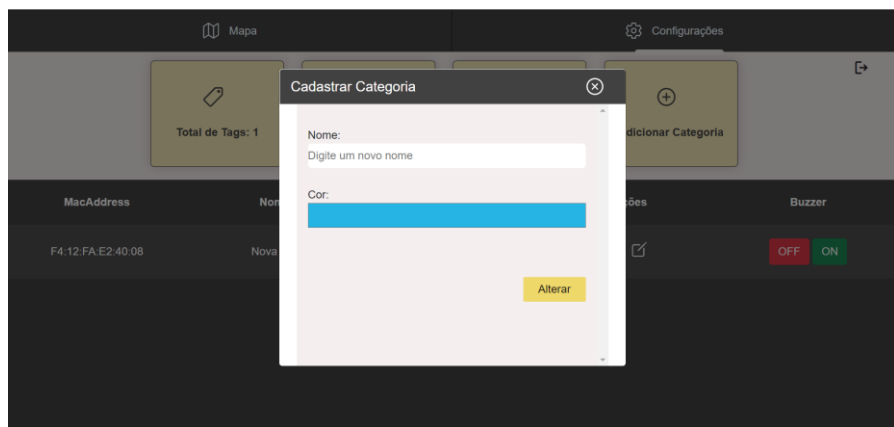 Mapa
Configurações
Cadastrar Categoria
Total de Tags: 1
dicionar Categoria
Nome:
Digite um novo nome
Cor:
MacAddress
Non
ções
Buzzer
F4:12:FA:E2:40:08
Nova
OFF
ON
Alterar